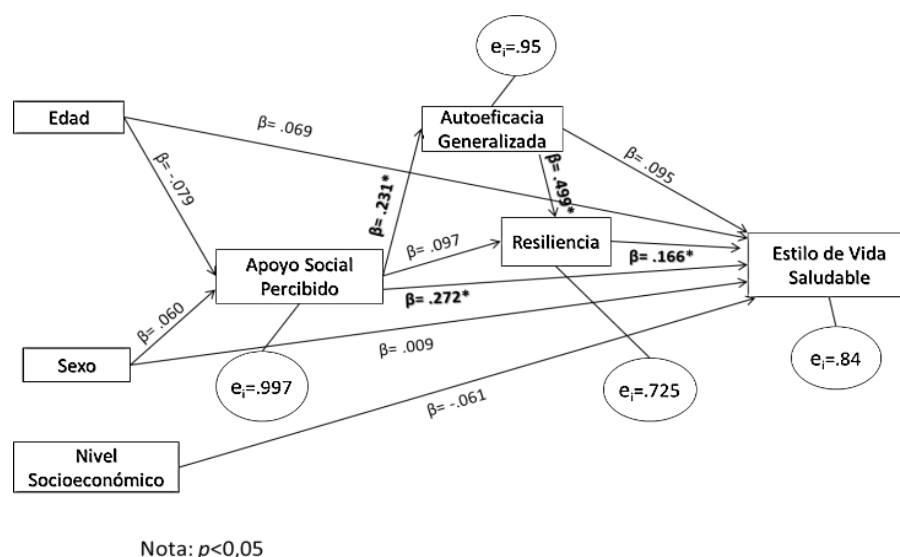 eᵢ=.95
Edad
Autoeficacia
Generalizada
β= .069
β= .095
β= -.079
β= .231*
β= .499*
Resiliencia
β= .097
β= .166*
Estilo de Vida
Saludable
Apoyo Social
Percibido
β= .272*
β= .060
β= .009
Sexo
eᵢ=.997
eᵢ=.725
eᵢ=.84
β= -.061
Nivel
Socioeconómico
Nota: p<0,05